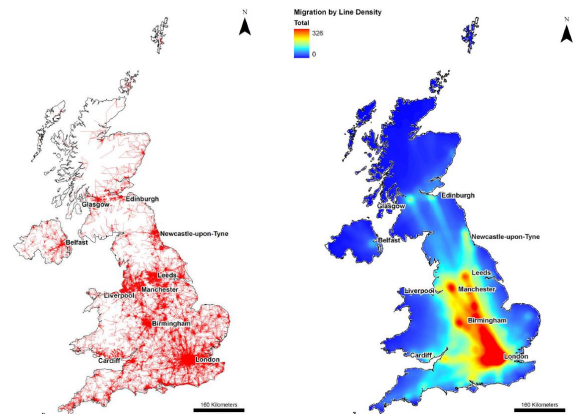 N
Edinburgh
Glasgow
Newcastle-upon-Tyne
Belfast
Leeds
Manchester
Liverpool
Birmingham
Cardiff
London
160 Kilometers
Migration by Line Density
Total
326
0
N
Edinburgh
Glasgow
Newcastle-upon-Tyne
Belfast
Leeds
Manchester
Liverpool
Birmingham
Cardiff
London
160 Kilometers